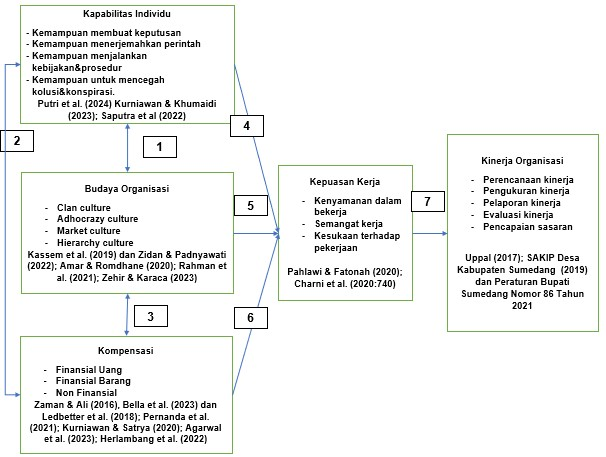 Kapabilitas Individu
- Kemampuan membuat keputusan
- Kemampuan menerjemahkan perintah
- Kemampuan menjalankan
kebijakan&prosedur
- Kemampuan untuk mencegah
kolusi&konspirasi.
Putri et al. (2024) Kurniawan & Khumaidi
(2023); Saputra et al (2022)
2
1
4
Budaya Organisasi
- Clan culture
- Adhocrazy culture
- Market culture
- Hierarchy culture
Kassem et al. (2019) dan Zidan & Padnyawati
(2022); Amar & Romdhane (2020); Rahman et
al. (2021); Zehir & Karaca (2023)
5
3
6
Kompensasi
- Finansial Uang
- Finansial Barang
- Non Finansial
Zaman & Ali (2016), Bella et al. (2023) dan
Ledbetter et al. (2018); Pernanda et al.
(2021); Kurniawan & Satrya (2020); Agarwal
et al. (2023); Herlambang et al. (2022)
Kepuasan Kerja
- Kenyamanan dalam
bekerja
- Semangat kerja
- Kesukaan terhadap
pekerjaan
Pahlawi & Fatonah (2020);
Charni et al. (2020:740)
7
Kinerja Organisasi
- Perencanaan kinerja
- Pengukuran kinerja
- Pelaporan kinerja
- Evaluasi kinerja
- Pencapaian sasaran
Uppal (2017); SAKIP Desa
Kabupaten Sumedang (2019)
dan Peraturan Bupati
Sumedang Nomor 86 Tahun
2021